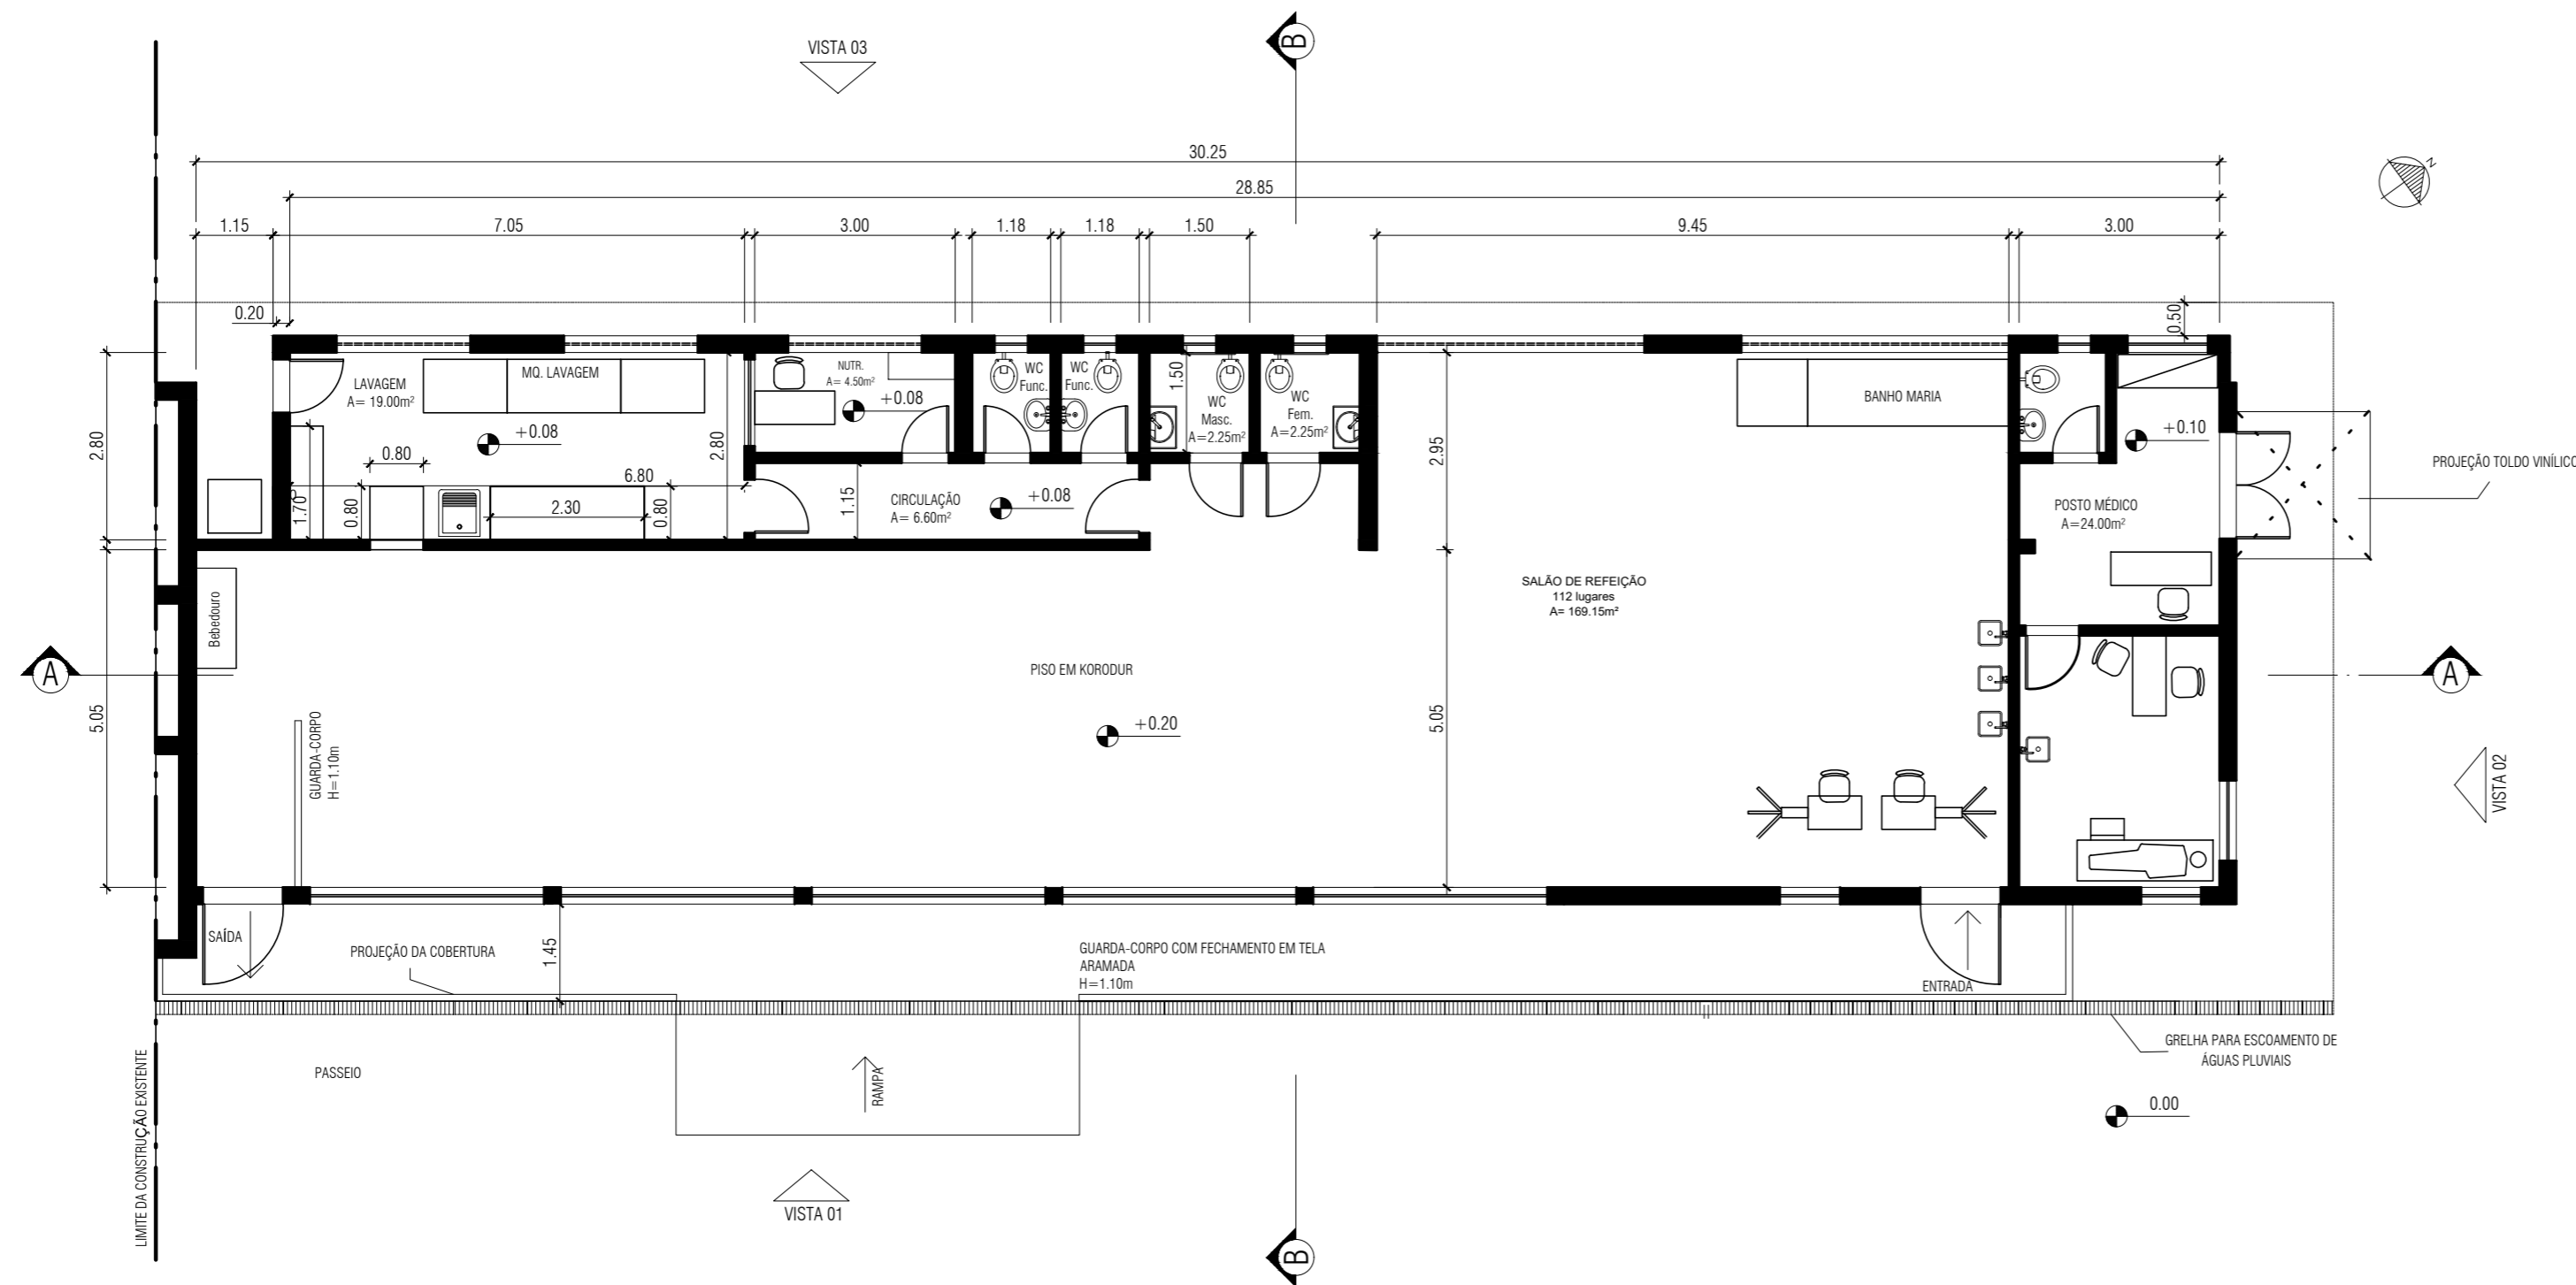 VISTA 03
B
30.25
N
28.85
1.15
7.05
3.00
1.18
1.18
1.50
9.45
3.00
0.20
0.50
LAVAGEM
A= 19.00m²
MQ. LAVAGEM
NUTR.
A= 4.50m²
+0.08
WC
Func.
WC
Func.
1.50
WC
Masc.
A=2.25m²
WC
Fem.
A=2.25m²
BANHO MARIA
+0.10
2.80
+0.08
2.80
2.95
0.80
6.80
PROJEÇÃO TOLDO VINÍLICO
1.70
0.80
2.30
0.80
1.15
CIRCULAÇÃO
A= 6.60m²
+0.08
POSTO MÉDICO
A=24.00m²
SALÃO DE REFEIÇÃO
112 lugares
A= 169.15m²
Bebedouro
A
PISO EM KORODUR
A
5.05
GUARDA-CORPO
H=1.10m
+0.20
5.05
VISTA 02
SAÍDA
PROJEÇÃO DA COBERTURA
1.45
GUARDA-CORPO COM FECHAMENTO EM TELA
ARAMADA
H=1.10m
ENTRADA
LIMITE DA CONSTRUÇÃO EXISTENTE
PASSEIO
RAMPA
GRELHA PARA ESCOAMENTO DE
ÁGUAS PLUVIAIS
0.00
VISTA 01
B